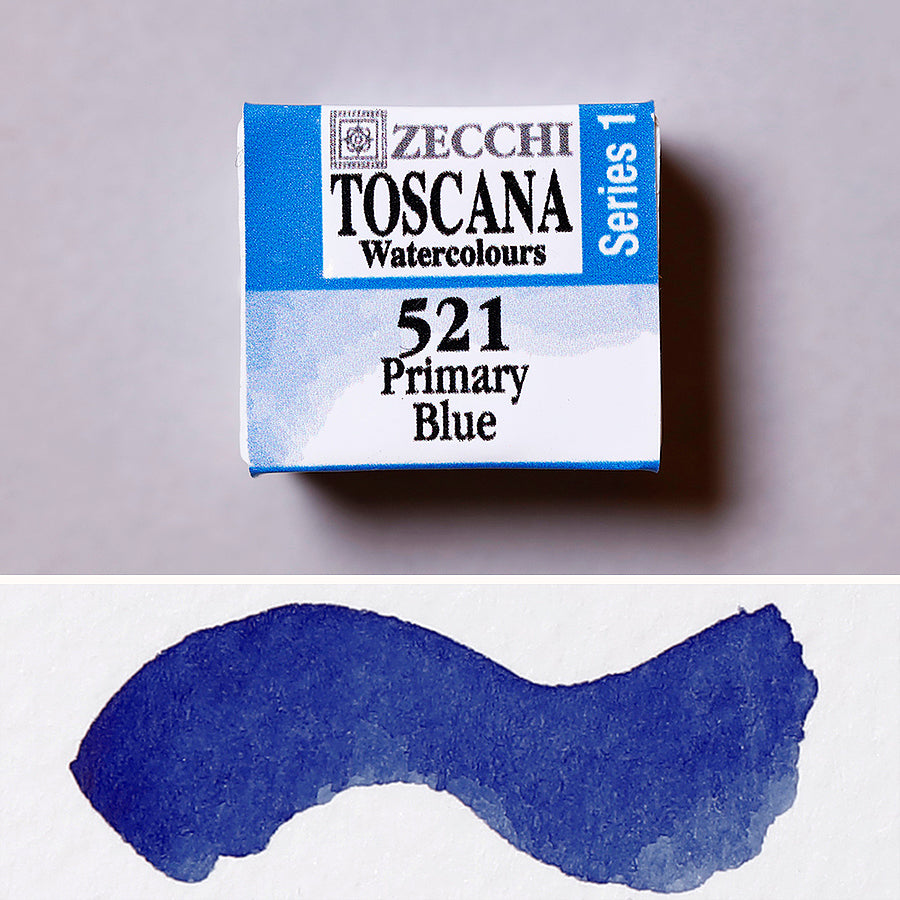 ZECCHI
TOSCANA
Watercolours
Series 1
521
Primary
Blue